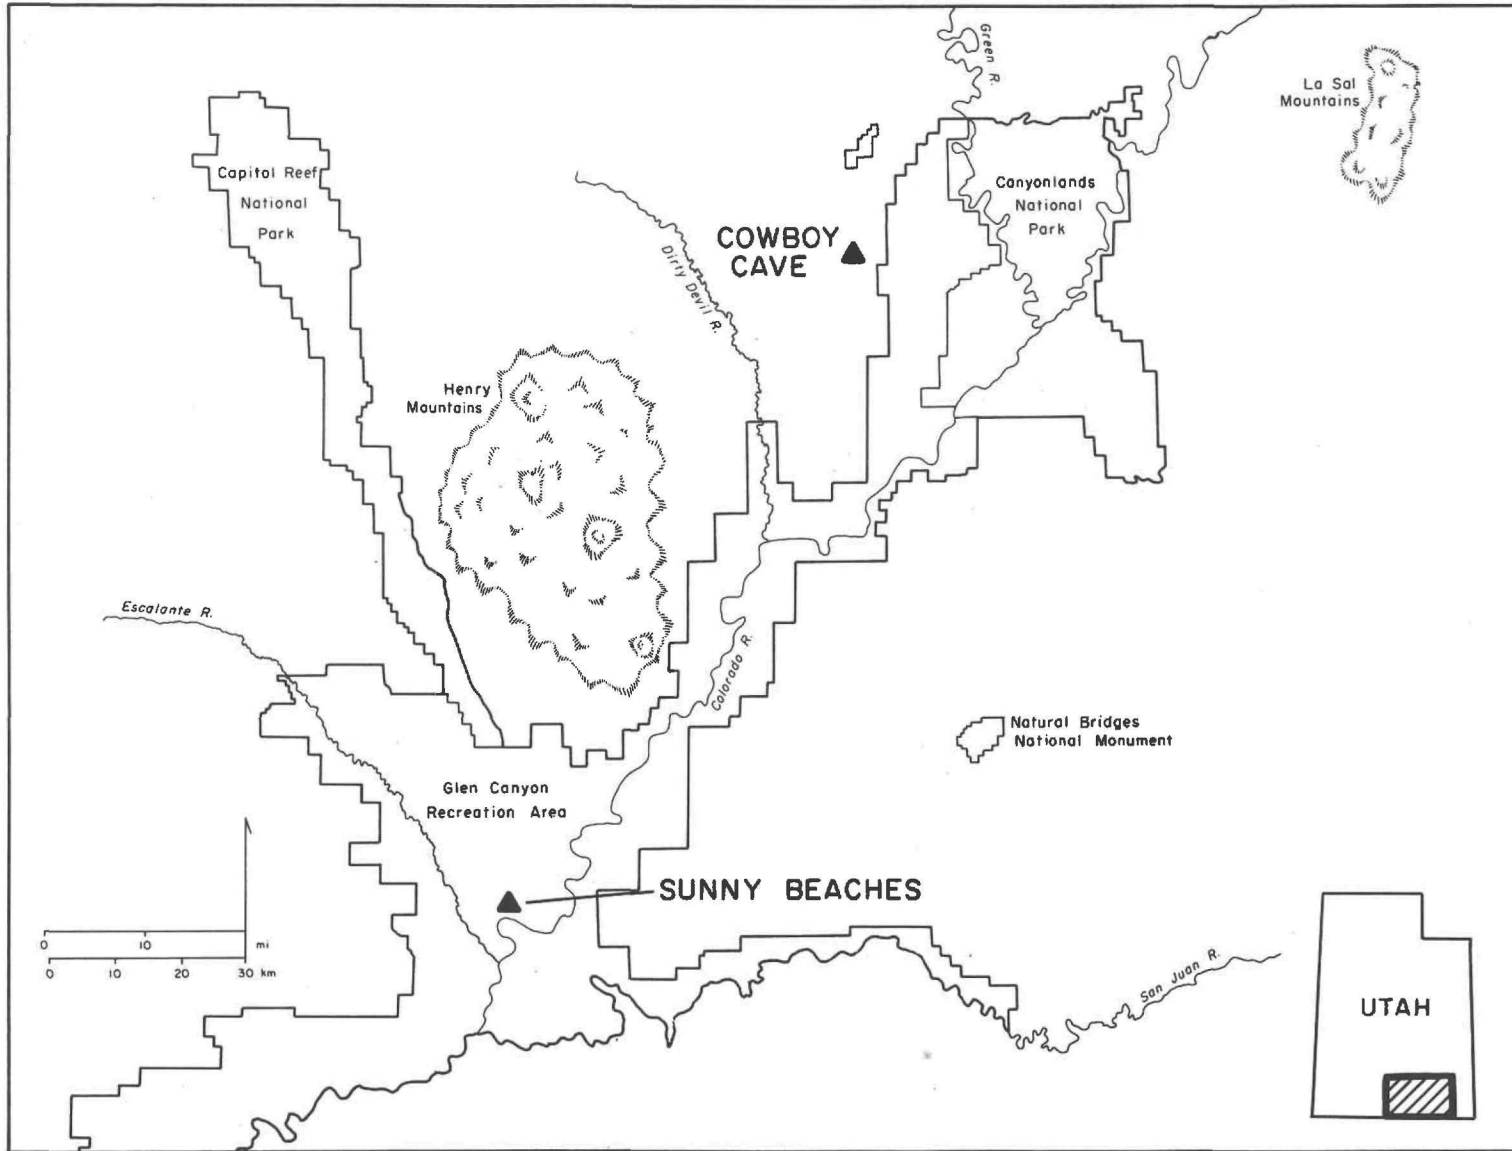 Green R.
La Sal
Mountains
Capitol Reef
National
Park
Canyonlands
National
Park
COWBOY
CAVE
Dirty Devil R.
Henry
Mountains
Escalante R.
Colorado R.
Natural Bridges
National Monument
Glen Canyon
Recreation Area
SUNNY BEACHES
0 10 mi
0 10 20 30 km
San Juan R.
UTAH